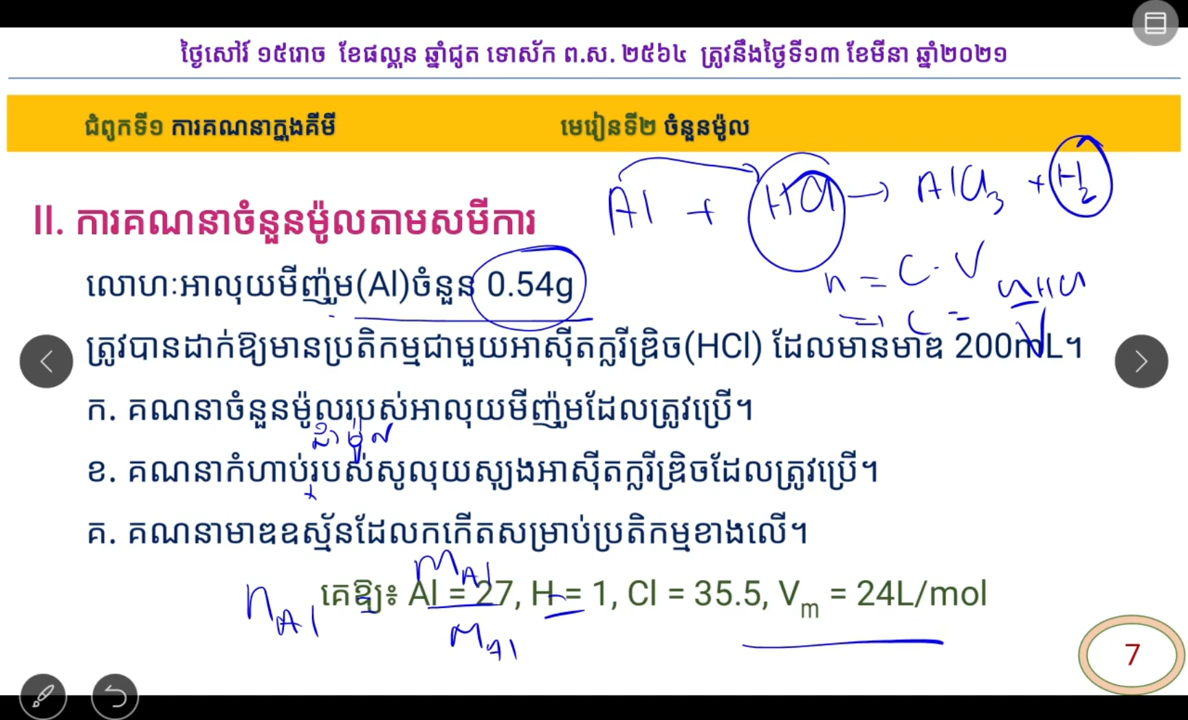 ថ្ងៃសៅរ៍ ១៥រោច ខែផល្គុន ឆ្នាំជូត ទោស័ក ព.ស. ២៥៦៤ ត្រូវនឹងថ្ងៃទី១៣ ខែមីនា ឆ្នាំ២០២១
ជំពូកទី១ ការគណនាក្នុងគីមី មេរៀនទី២ ចំនួនម៉ូល
Al + HCl → AlCl3 + H2
II. ការគណនាចំនួនម៉ូលតាមសមីការ
n = C . V
លោហៈអាលុយមីញ៉ូម(Al)ចំនួន 0.54g
⇒ C = nHCl / V
ត្រូវបានដាក់ឱ្យមានប្រតិកម្មជាមួយអាស៊ីតក្លរីឌ្រិច(HCl) ដែលមានមាឌ 200mL។
ក. គណនាចំនួនម៉ូលរបស់អាលុយមីញ៉ូមដែលត្រូវប្រើ។
ជាម៉ូល
ខ. គណនាកំហាប់របស់សូលុយស្យុងអាស៊ីតក្លរីឌ្រិចដែលត្រូវប្រើ។
គ. គណនាមាឌឧស្ម័នដែលកកើតសម្រាប់ប្រតិកម្មខាងលើ។
mAl
nAl គេឱ្យ៖ Al = 27, H = 1, Cl = 35.5, Vm = 24L/mol
MAl
7